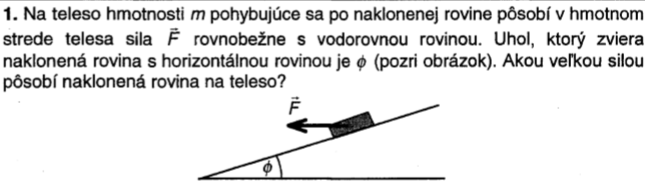 1. Na teleso hmotnosti m pohybujúce sa po naklonenej rovine pôsobí v hmotnom
strede telesa sila F⃗ rovnobežne s vodorovnou rovinou. Uhol, ktorý zviera
naklonená rovina s horizontálnou rovinou je ϕ (pozri obrázok). Akou veľkou silou
pôsobí naklonená rovina na teleso?
F⃗
ϕ